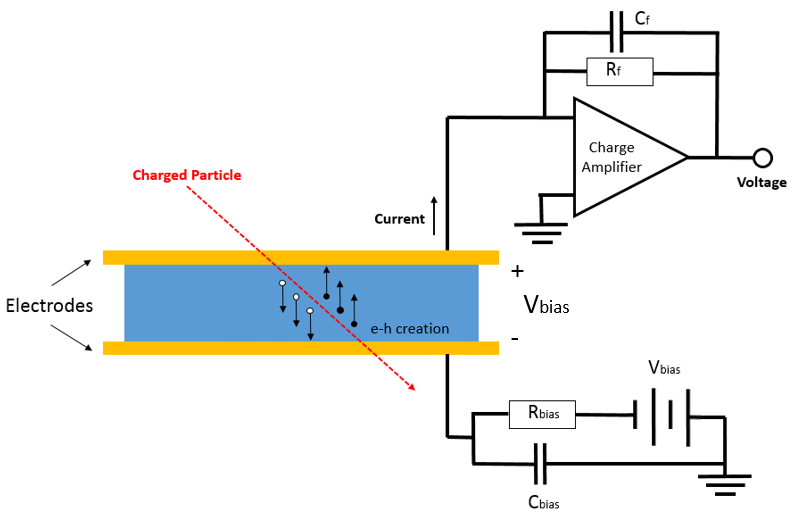 Cf
Rf
Charge
Amplifier
Voltage
Charged Particle
Current
Electrodes
+
Vbias
-
e-h creation
Vbias
Rbias
Cbias